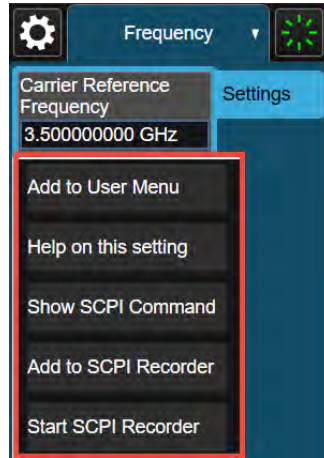 Frequency
Carrier Reference
Frequency
Settings
3.500000000 GHz
Add to User Menu
Help on this setting
Show SCPI Command
Add to SCPI Recorder
Start SCPI Recorder